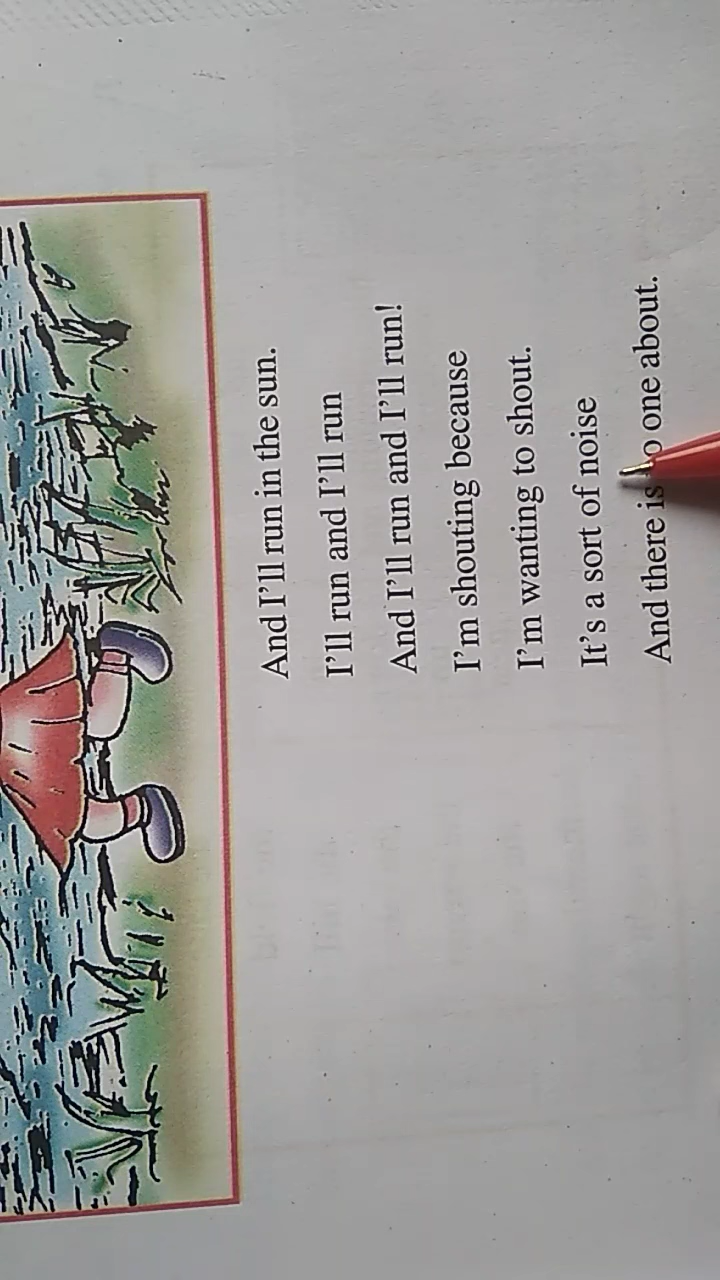 And I'll run in the sun.
I'll run and I'll run
And I'll run and I'll run!
I'm shouting because
I'm wanting to shout.
It's a sort of noise
And there is one about.